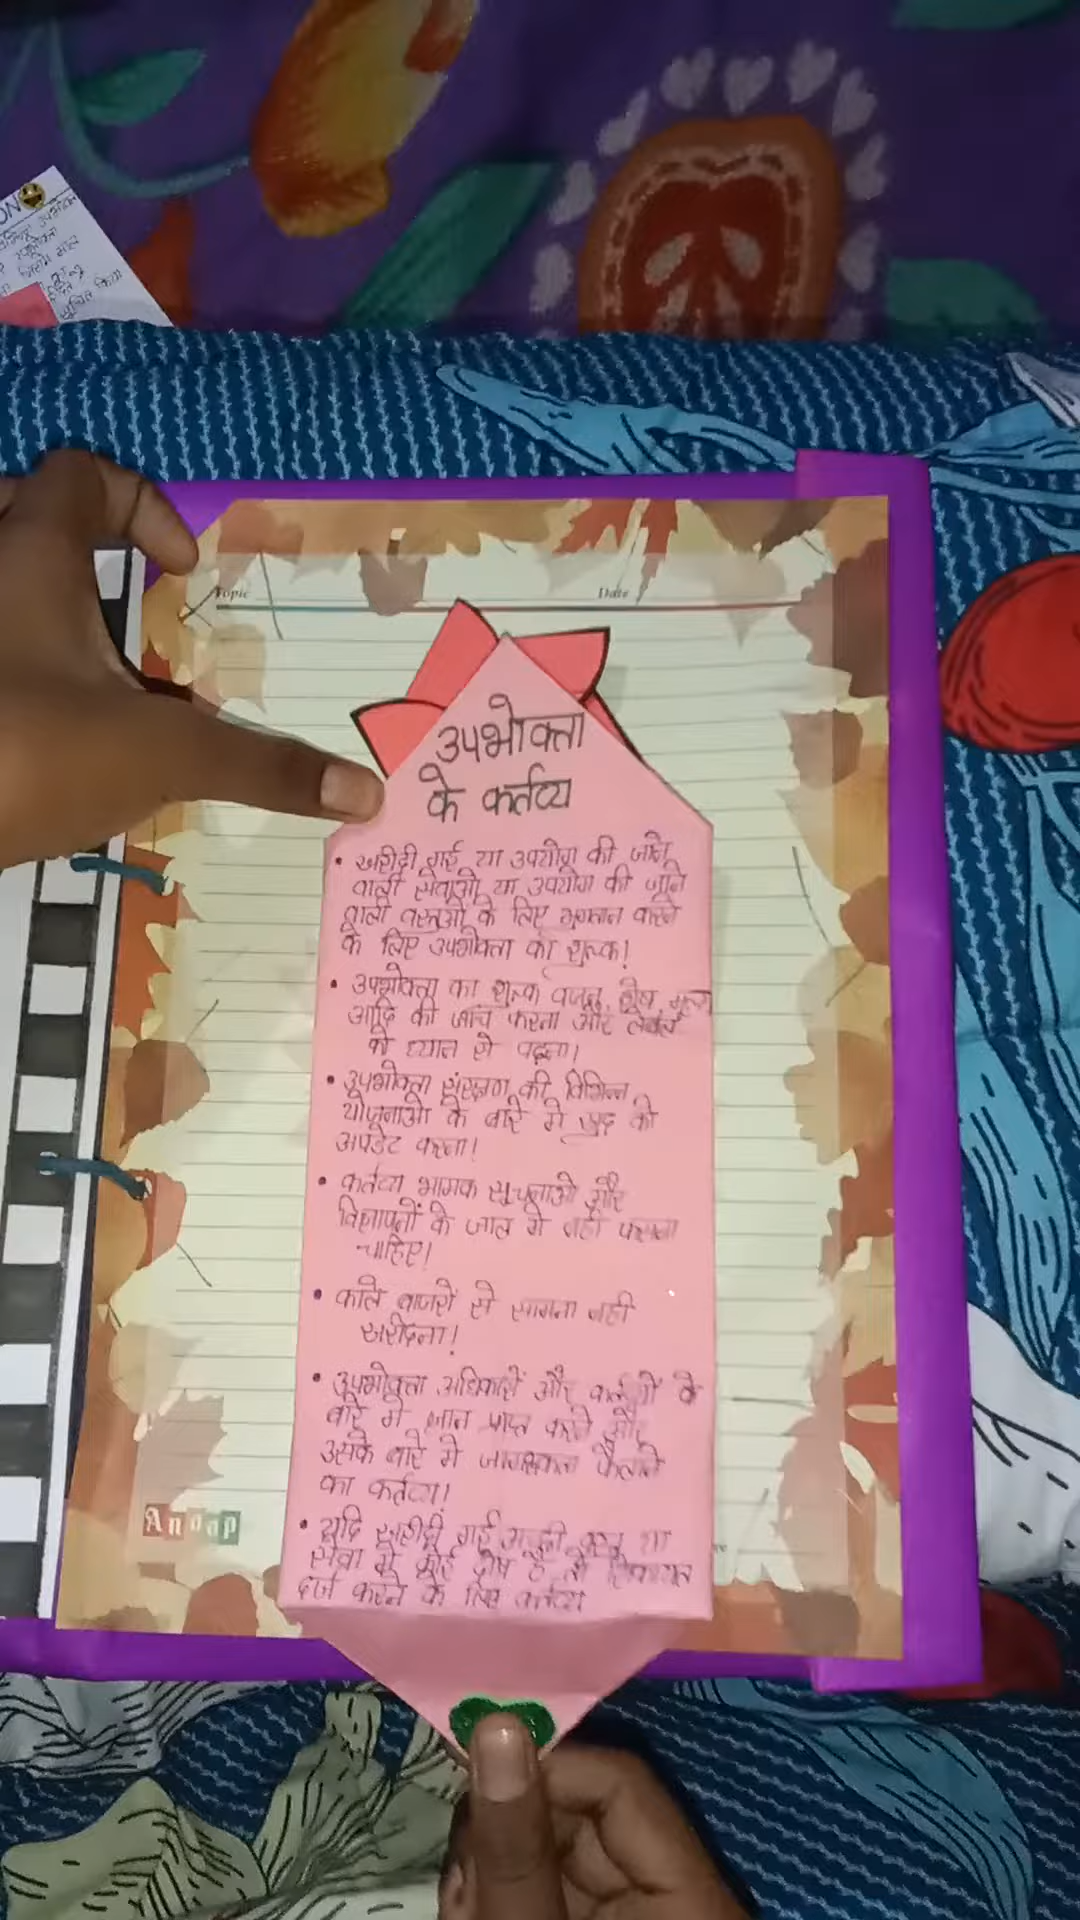 Topic
Date
उपभोक्ता
के कर्तव्य
• खरीदी गई या उपयोग की जाने
वाली सेवाओ या उपयोग की जाने
वाली वस्तुओं के लिए भुगतान करने
के लिए उपभोक्ता का शुल्क!
• उपभोक्ता का शुल्क वजन,
आदि की जांच करना और लेबल
को ध्यान से पढ़ना।
• उपभोक्ता संरक्षण की विभिन्न
योजनाओ के बारे मे खुद को
अपडेट करना!
• कर्तव्य भामक सूचनाओ और
विज्ञापनों के जाल मे नही फसना
चाहिए।
• काले बाजारो से सामना नही
खरीदना!
• उपभोक्ता अधिकारों और कर्तव्यों के
बारे मे ज्ञान प्राप्त करने और
उसके बारे मे जागरूकता फैलाने
का कर्तव्य!
• यदि खरीदी गई वस्तु या
सेवा मे कोई दोष है तो शिकायत
दर्ज करने के लिए कर्तव्य
Anoop